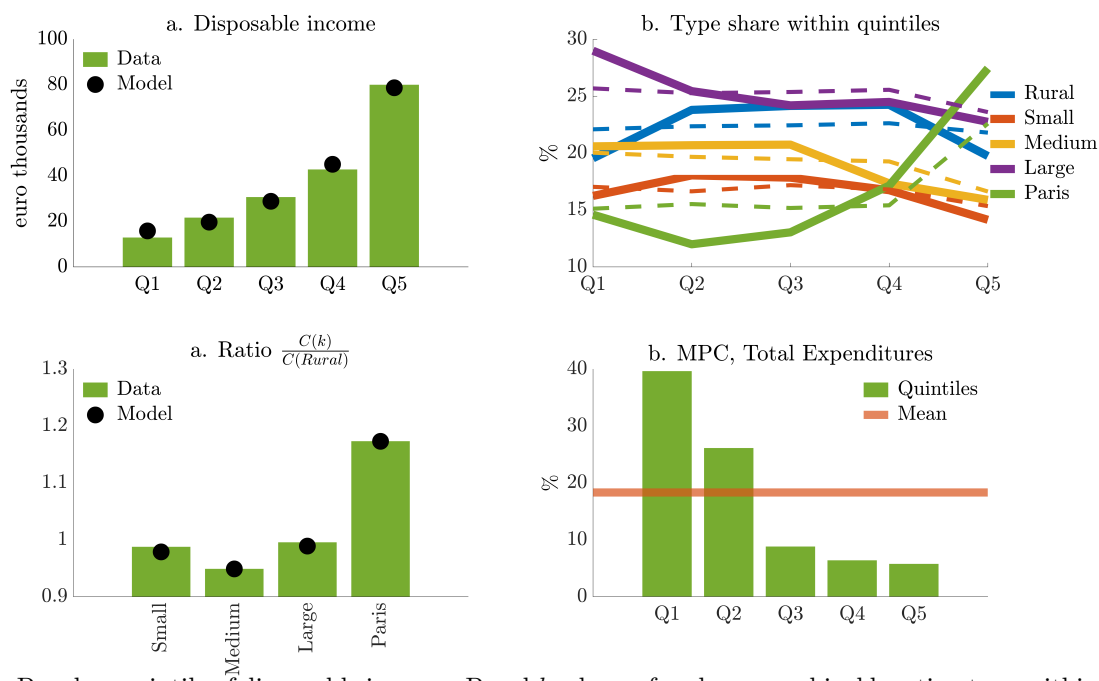 a. Disposable income
euro thousands
100
80
60
40
20
0
Data
Model
Q1 Q2 Q3 Q4 Q5
b. Type share within quintiles
%
30
25
20
15
10
Rural
Small
Medium
Large
Paris
Q1 Q2 Q3 Q4 Q5
a. Ratio C(k)/C(Rural)
1.3
1.2
1.1
1
0.9
Data
Model
Small Medium Large Paris
b. MPC, Total Expenditures
%
40
30
20
10
0
Quintiles
Mean
Q1 Q2 Q3 Q4 Q5